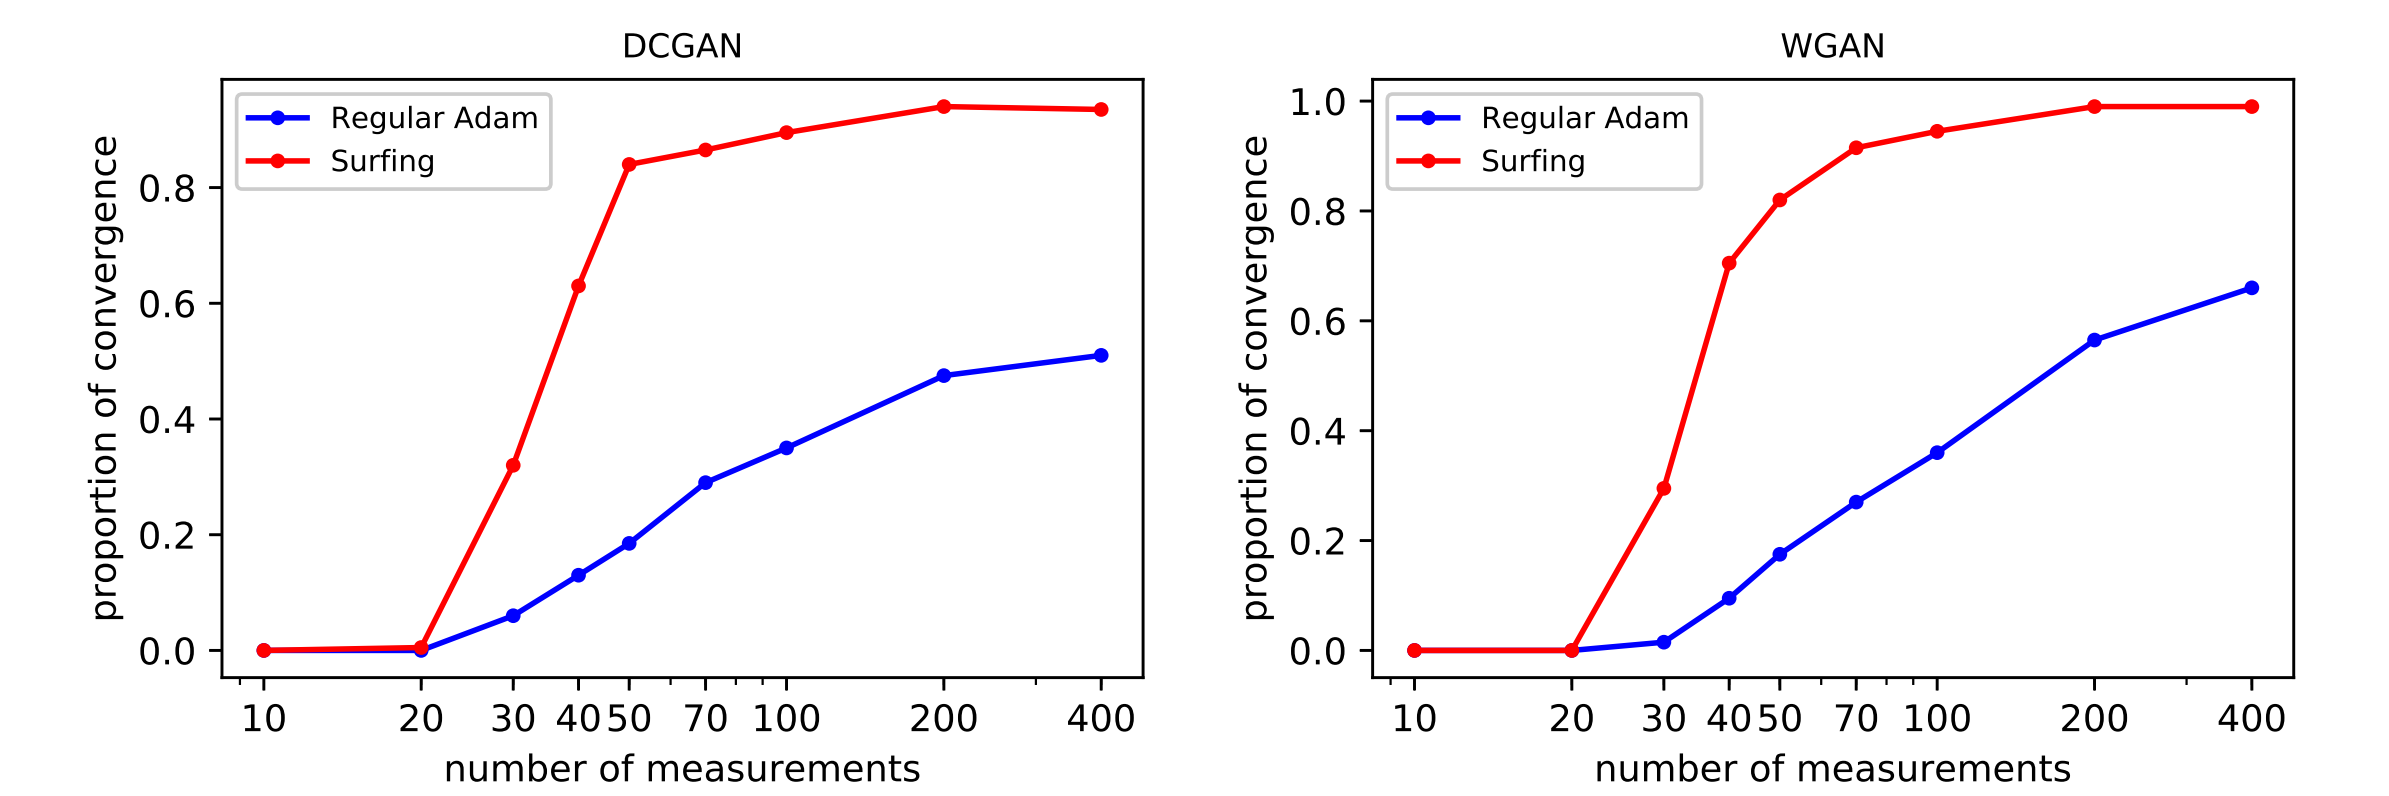 DCGAN
Regular Adam
Surfing
proportion of convergence
0.8
0.6
0.4
0.2
0.0
10 20 30 40 50 70 100 200 400
number of measurements
WGAN
Regular Adam
Surfing
proportion of convergence
1.0
0.8
0.6
0.4
0.2
0.0
10 20 30 40 50 70 100 200 400
number of measurements